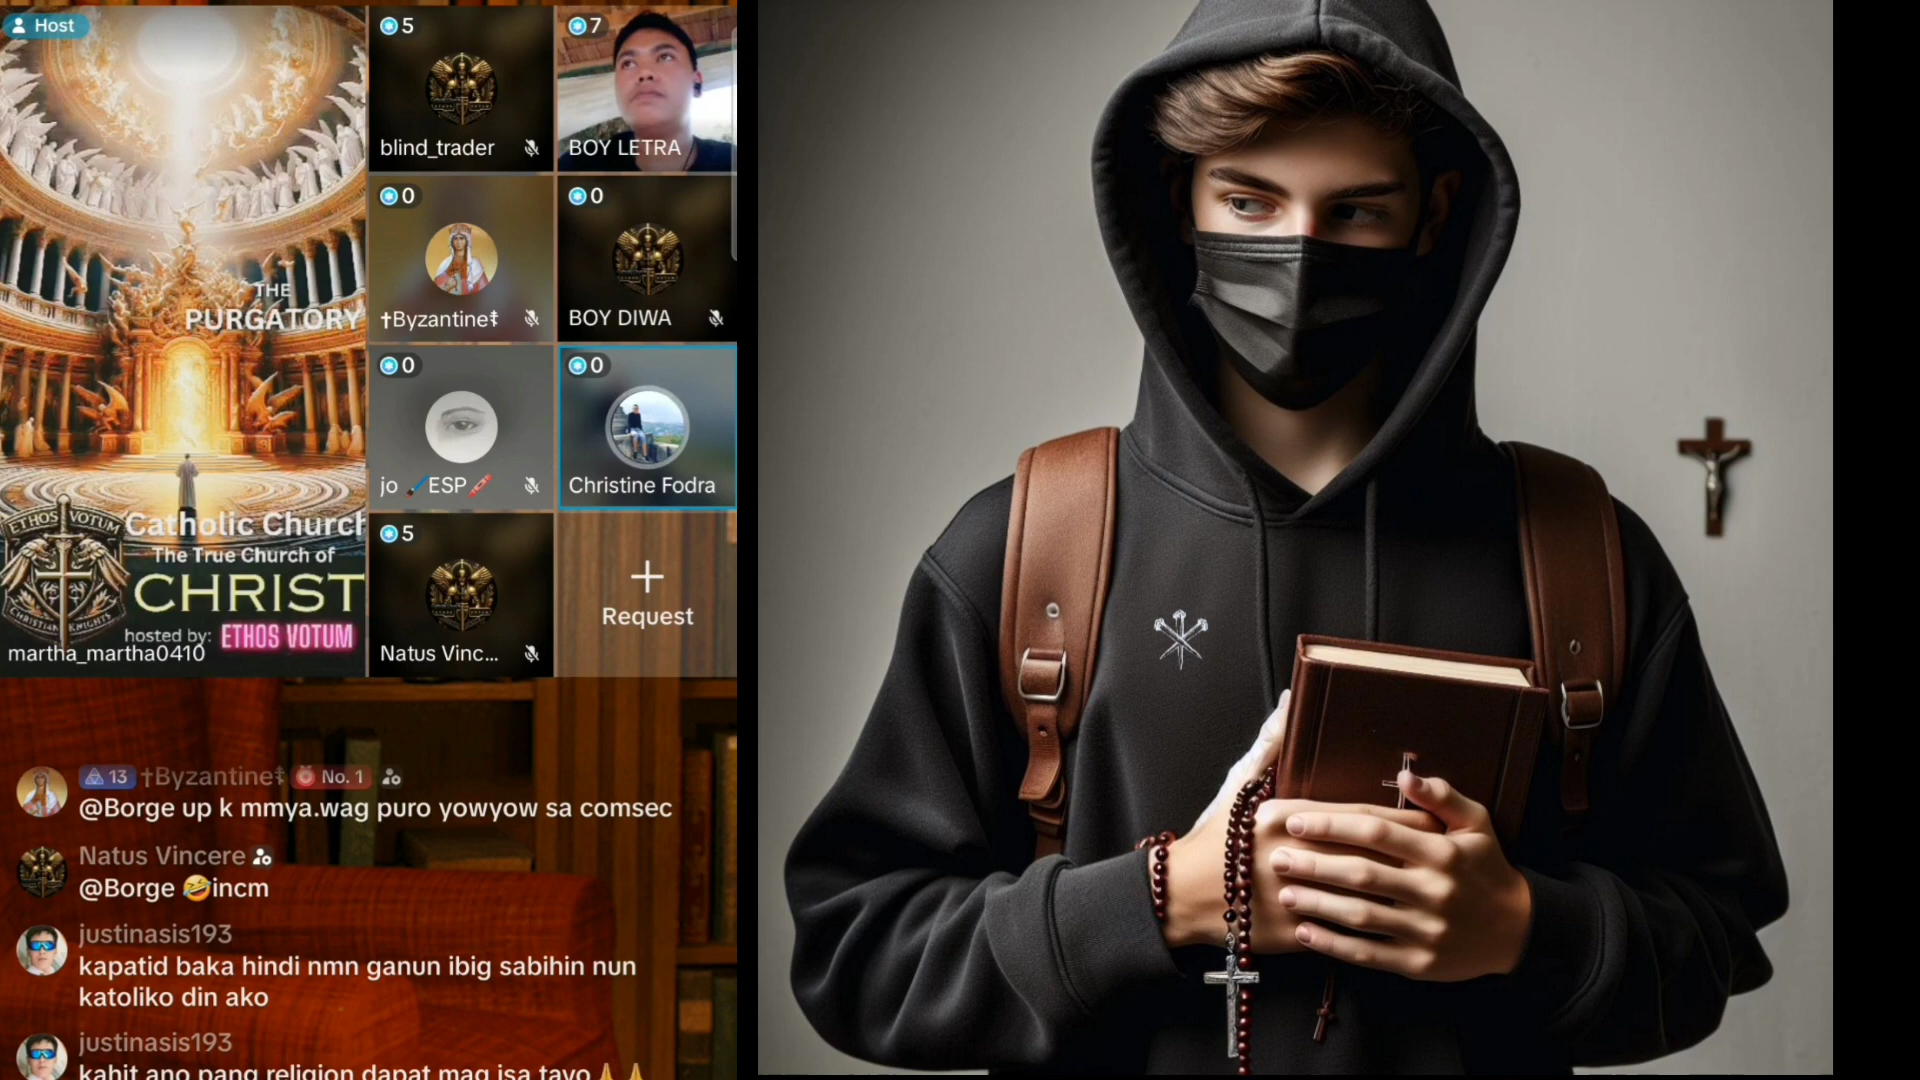 Host
5
blind_trader
7
BOY LETRA
0
†Byzantine‡
0
BOY DIWA
0
jo 🖌️ESP🖍️
0
Christine Fodra
5
Natus Vinc...
+
Request
THE
PURGATORY
ETHOS VOTUM
CHRISTIAN KNIGHTS
Catholic Church
The True Church of
CHRIST
hosted by: ETHOS VOTUM
martha_martha0410
13 †Byzantine‡ No. 1
@Borge up k mmya.wag puro yowyow sa comsec
Natus Vincere
@Borge 🤣incm
justinasis193
kapatid baka hindi nmn ganun ibig sabihin nun
katoliko din ako
justinasis193
kahit ano pang religion dapat mag isa tayo🙏🙏